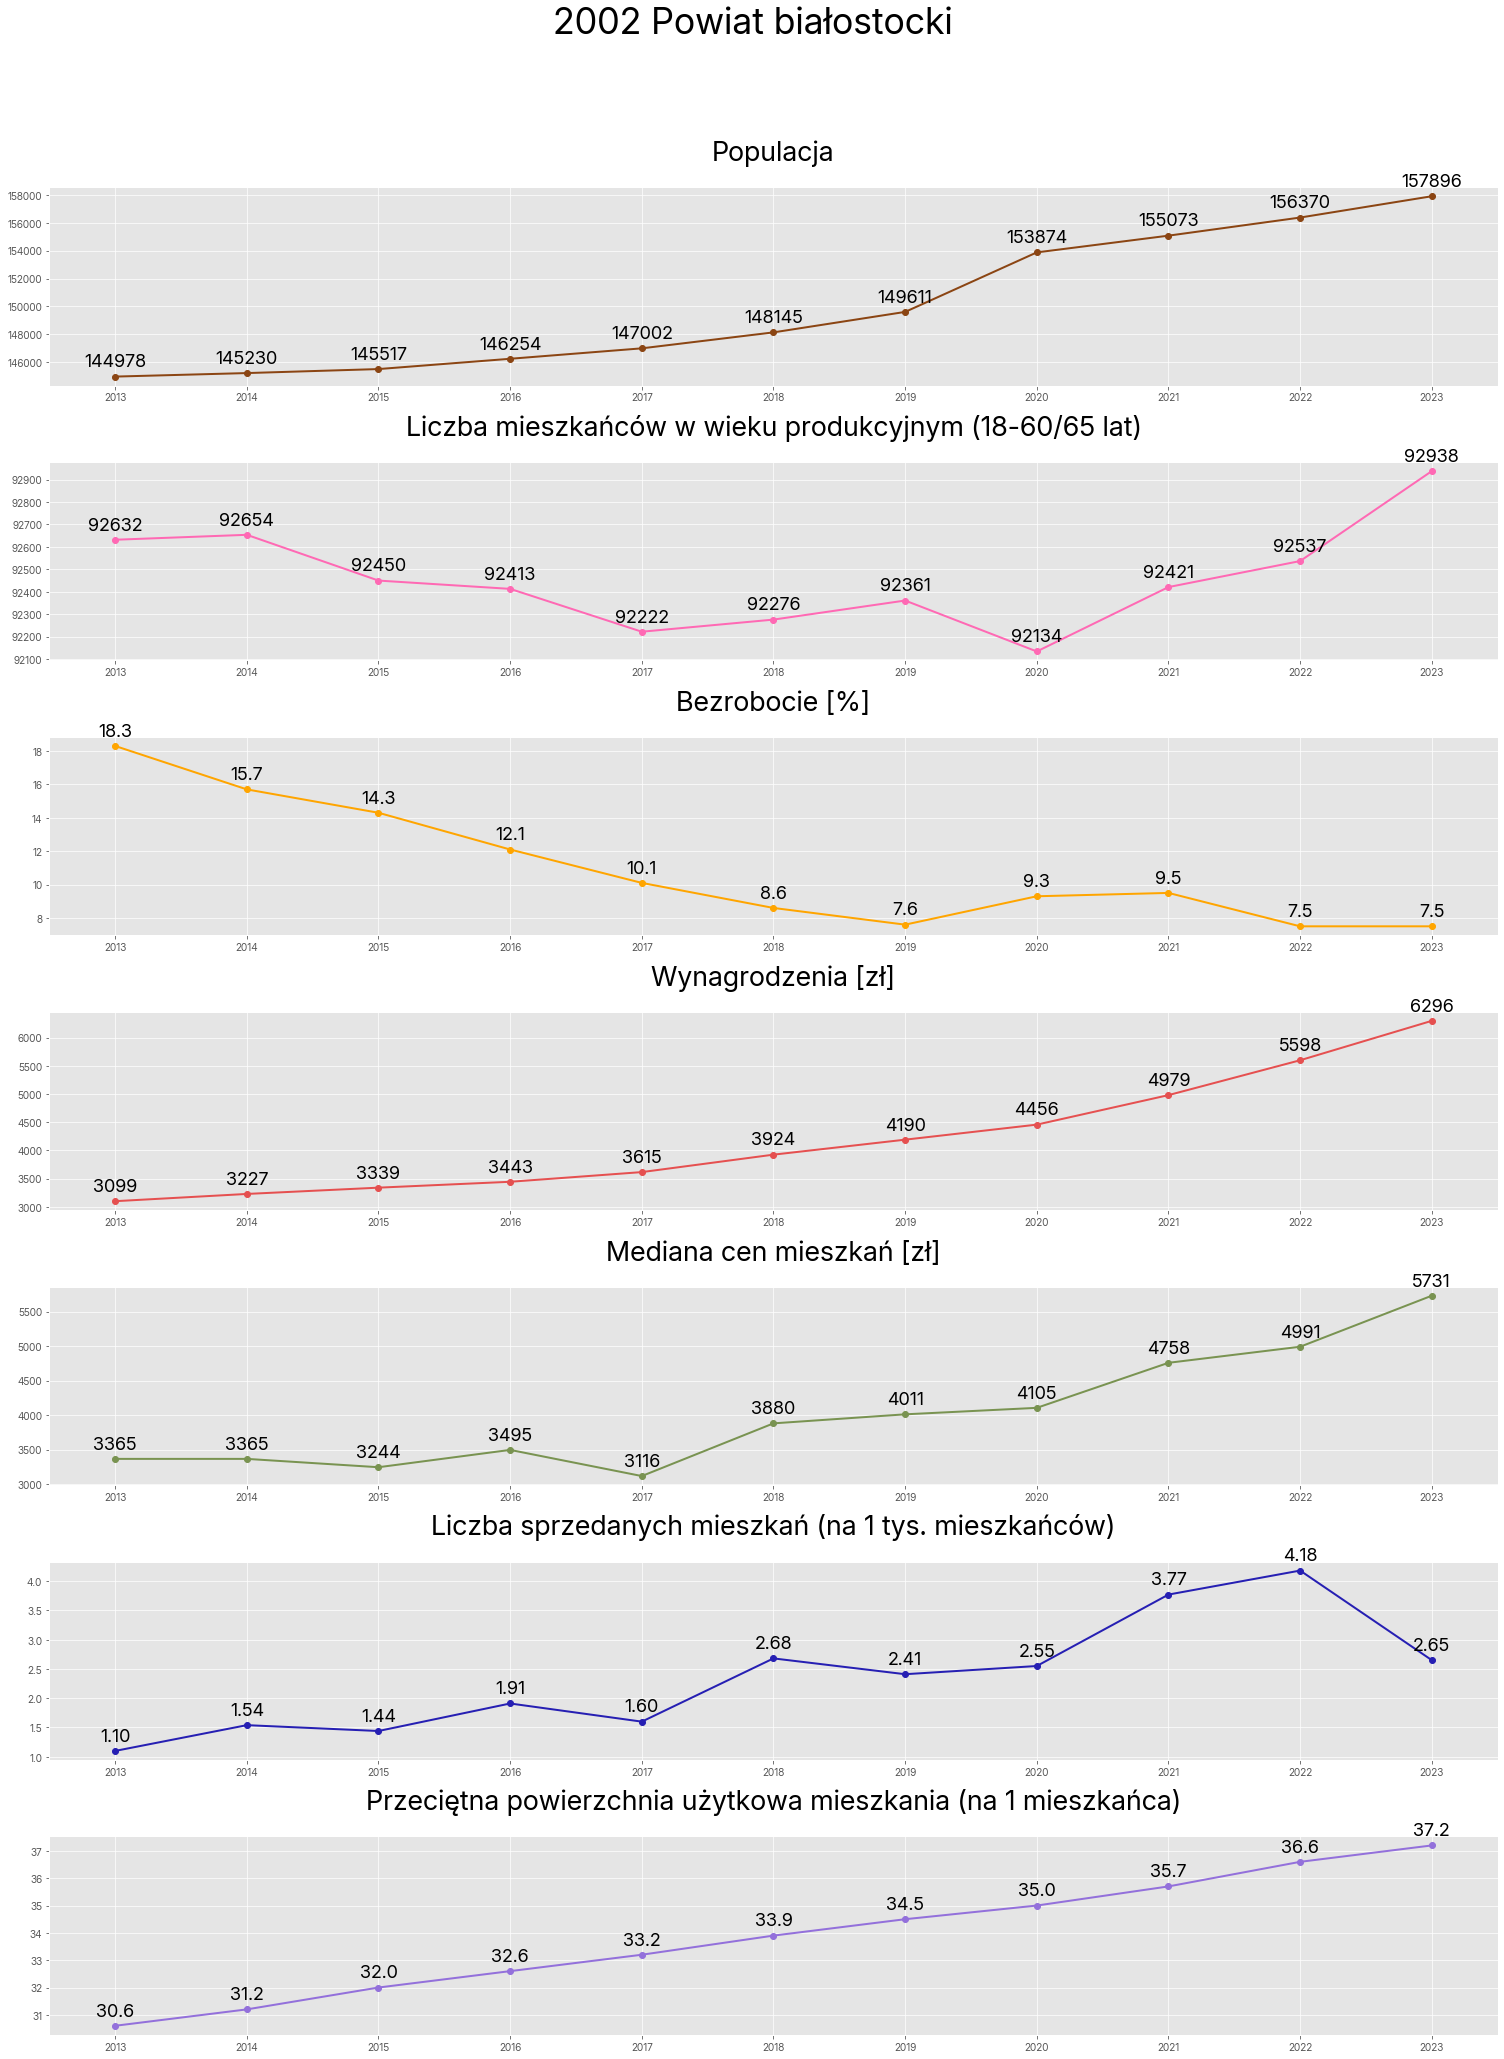 2002 Powiat białostocki
Populacja
158000
156000
154000
152000
150000
148000
146000
144978 145230 145517 146254 147002 148145 149611 153874 155073 156370 157896
2013 2014 2015 2016 2017 2018 2019 2020 2021 2022 2023
Liczba mieszkańców w wieku produkcyjnym (18-60/65 lat)
92900
92800
92700
92600
92500
92400
92300
92200
92100
92632 92654 92450 92413 92222 92276 92361 92134 92421 92537 92938
2013 2014 2015 2016 2017 2018 2019 2020 2021 2022 2023
Bezrobocie [%]
18
16
14
12
10
8
18.3 15.7 14.3 12.1 10.1 8.6 7.6 9.3 9.5 7.5 7.5
2013 2014 2015 2016 2017 2018 2019 2020 2021 2022 2023
Wynagrodzenia [zł]
6000
5500
5000
4500
4000
3500
3000
3099 3227 3339 3443 3615 3924 4190 4456 4979 5598 6296
2013 2014 2015 2016 2017 2018 2019 2020 2021 2022 2023
Mediana cen mieszkań [zł]
5500
5000
4500
4000
3500
3000
3365 3365 3244 3495 3116 3880 4011 4105 4758 4991 5731
2013 2014 2015 2016 2017 2018 2019 2020 2021 2022 2023
Liczba sprzedanych mieszkań (na 1 tys. mieszkańców)
4.0
3.5
3.0
2.5
2.0
1.5
1.0
1.10 1.54 1.44 1.91 1.60 2.68 2.41 2.55 3.77 4.18 2.65
2013 2014 2015 2016 2017 2018 2019 2020 2021 2022 2023
Przeciętna powierzchnia użytkowa mieszkania (na 1 mieszkańca)
37
36
35
34
33
32
31
30.6 31.2 32.0 32.6 33.2 33.9 34.5 35.0 35.7 36.6 37.2
2013 2014 2015 2016 2017 2018 2019 2020 2021 2022 2023